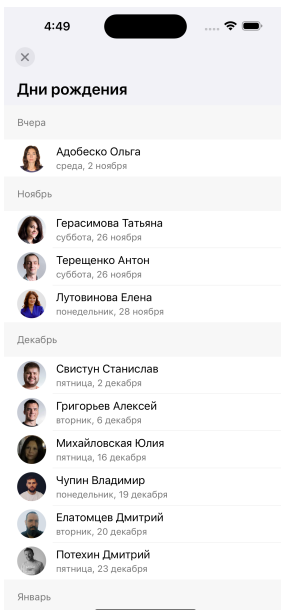 4:49
Дни рождения
Вчера
Адобеско Ольга
среда, 2 ноября
Ноябрь
Герасимова Татьяна
суббота, 26 ноября
Терещенко Антон
суббота, 26 ноября
Лутовинова Елена
понедельник, 28 ноября
Декабрь
Свистун Станислав
пятница, 2 декабря
Григорьев Алексей
вторник, 6 декабря
Михайловская Юлия
пятница, 16 декабря
Чупин Владимир
понедельник, 19 декабря
Елатомцев Дмитрий
вторник, 20 декабря
Потехин Дмитрий
пятница, 23 декабря
Январь